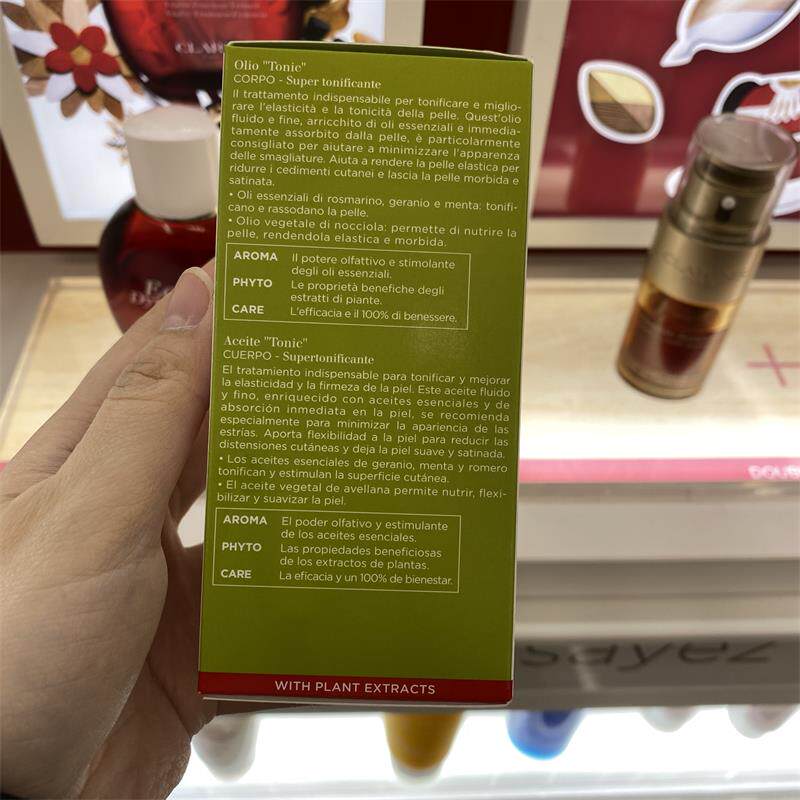 CLARINS
Olio "Tonic"
CORPO - Super tonificante
Il trattamento indispensabile per tonificare e miglio-
rare l'elasticità e la tonicità della pelle. Quest'olio
fluido e fine, arricchito di oli essenziali e immedia-
tamente assorbito dalla pelle, è particolarmente
consigliato per aiutare a minimizzare l'apparenza
delle smagliature. Aiuta a rendere la pelle elastica per
ridurre i cedimenti cutanei e lascia la pelle morbida e
satinata.
• Oli essenziali di rosmarino, geranio e menta: tonifi-
cano e rassodano la pelle.
• Olio vegetale di nocciola: permette di nutrire la
pelle, rendendola elastica e morbida.
AROMA Il potere olfattivo e stimolante
degli oli essenziali.
PHYTO Le proprietà benefiche degli
estratti di piante.
CARE L'efficacia e il 100% di benessere.
Aceite "Tonic"
CUERPO - Supertonificante
El tratamiento indispensable para tonificar y mejorar
la elasticidad y la firmeza de la piel. Este aceite fluido
y fino, enriquecido con aceites esenciales y de
absorción inmediata en la piel, se recomienda
especialmente para minimizar la apariencia de las
estrías. Aporta flexibilidad a la piel para reducir las
distensiones cutáneas y deja la piel suave y satinada.
• Los aceites esenciales de geranio, menta y romero
tonifican y estimulan la superficie cutánea.
• El aceite vegetal de avellana permite nutrir, flexi-
bilizar y suavizar la piel.
AROMA El poder olfativo y estimulante
de los aceites esenciales.
PHYTO Las propiedades beneficiosas
de los extractos de plantas.
CARE La eficacia y un 100% de bienestar.
WITH PLANT EXTRACTS